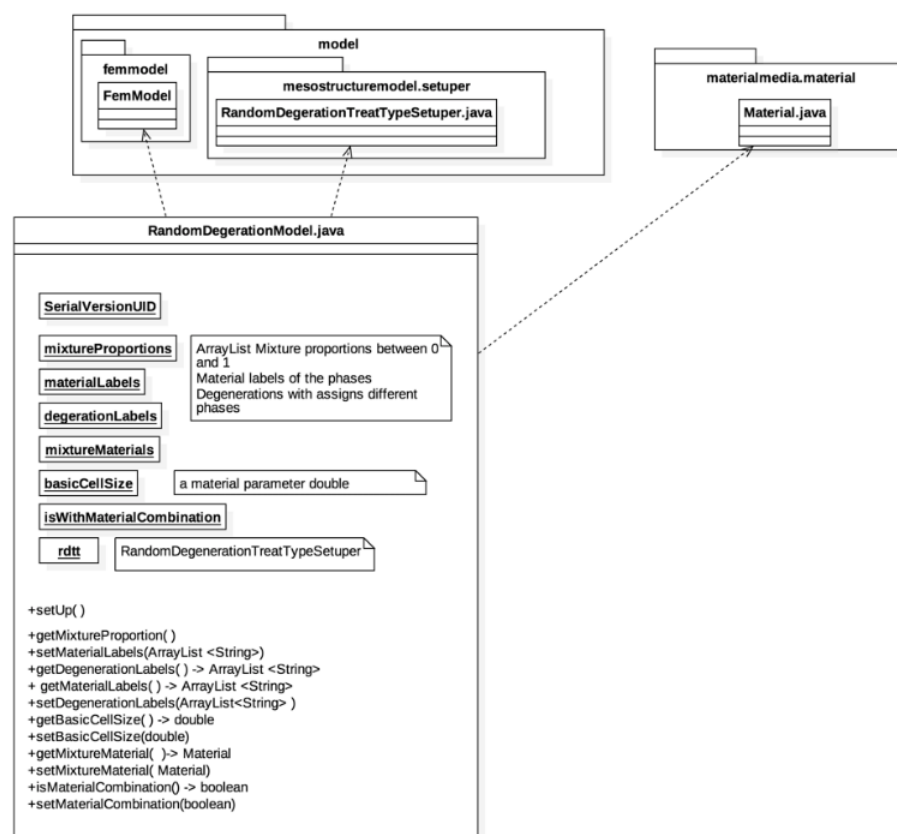 model
femmodel
FemModel
mesostructuremodel.setuper
RandomDegerationTreatTypeSetuper.java
materialmedia.material
Material.java
RandomDegerationModel.java
SerialVersionUID
mixtureProportions
ArrayList Mixture proportions between 0
and 1
Material labels of the phases
Degenerations with assigns different
phases
materialLabels
degerationLabels
mixtureMaterials
basicCellSize
a material parameter double
isWithMaterialCombination
rdtt
RandomDegenerationTreatTypeSetuper
+setUp( )
+getMixtureProportion( )
+setMaterialLabels(ArrayList <String>)
+getDegenerationLabels( ) -> ArrayList <String>
+ getMaterialLabels( ) -> ArrayList <String>
+setDegenerationLabels(ArrayList<String> )
+getBasicCellSize( ) -> double
+setBasicCellSize(double)
+getMixtureMaterial(  )-> Material
+setMixtureMaterial( Material)
+isMaterialCombination() -> boolean
+setMaterialCombination(boolean)